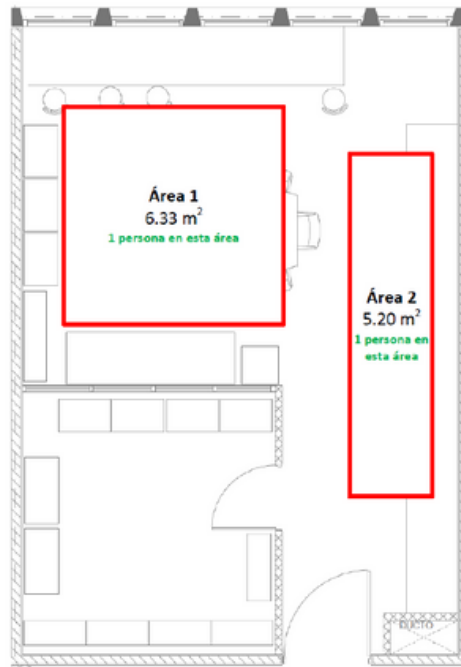 Área 1
6.33 m²
1 persona en esta área
Área 2
5.20 m²
1 persona en
esta área
DUCTO